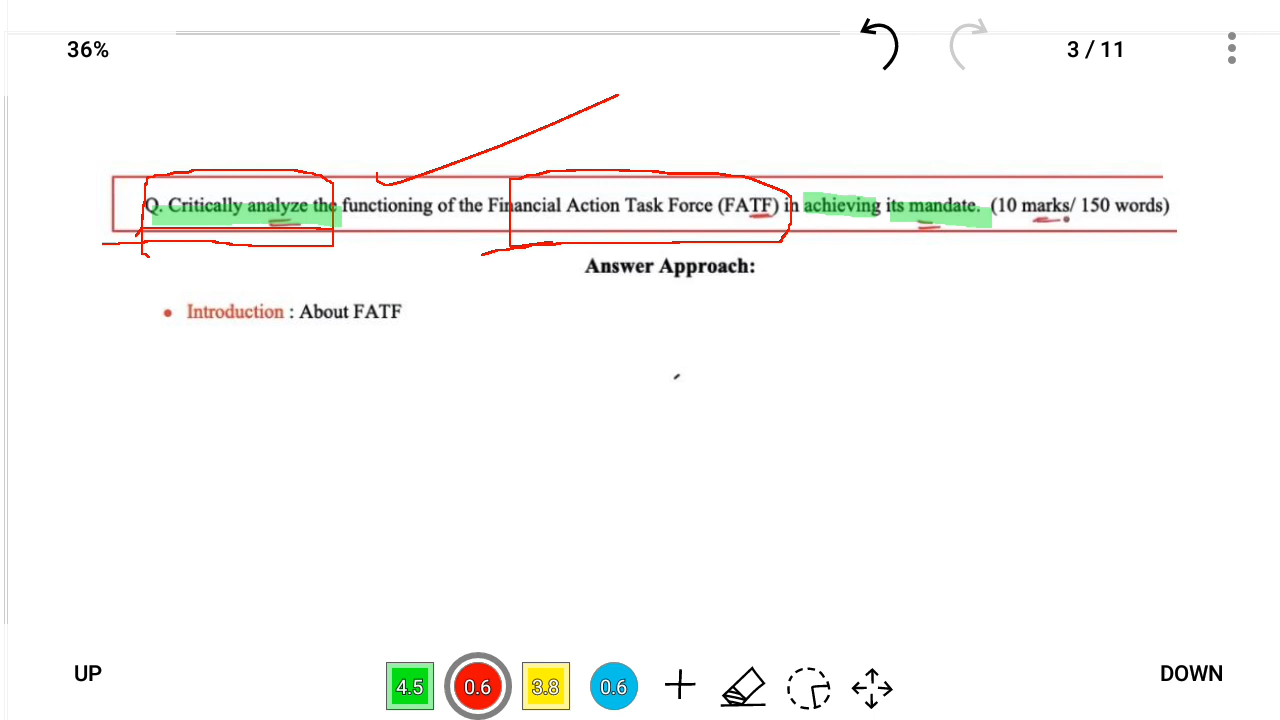 36%
3 / 11
Q. Critically analyze the functioning of the Financial Action Task Force (FATF) in achieving its mandate. (10 marks/ 150 words)
Answer Approach:
• Introduction : About FATF
UP
4.5
0.6
3.8
0.6
DOWN